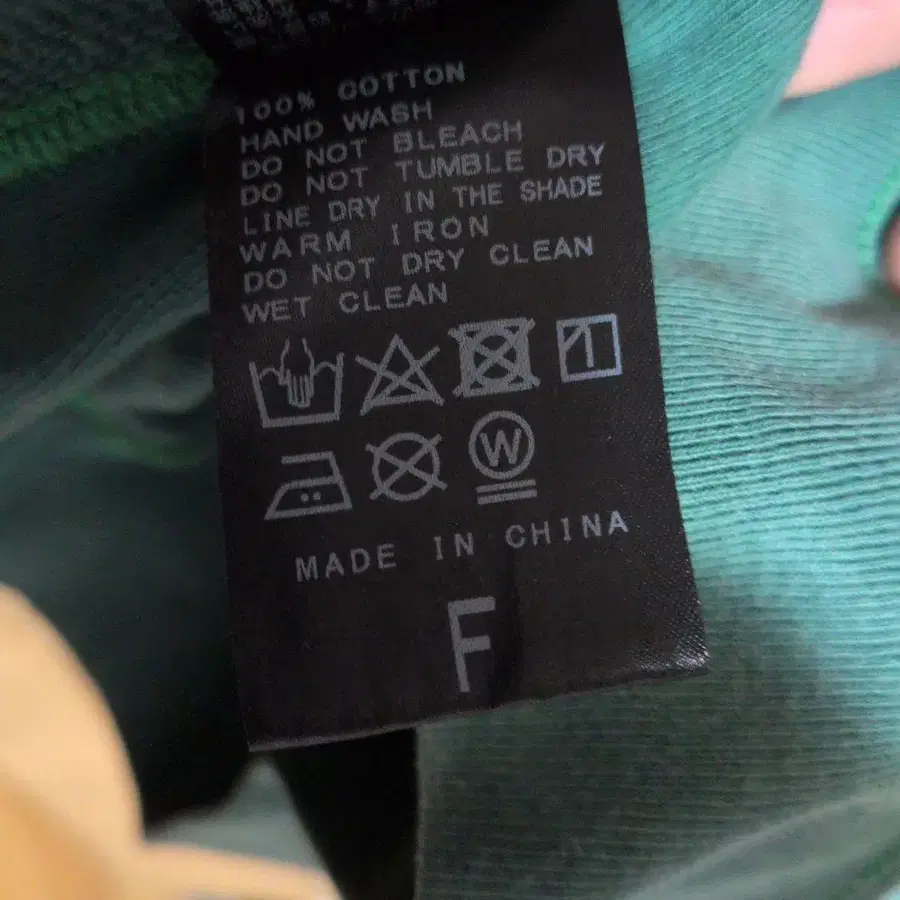 100% COTTON
HAND WASH
DO NOT BLEACH
DO NOT TUMBLE DRY
LINE DRY IN THE SHADE
WARM IRON
DO NOT DRY CLEAN
WET CLEAN
W
MADE IN CHINA
F